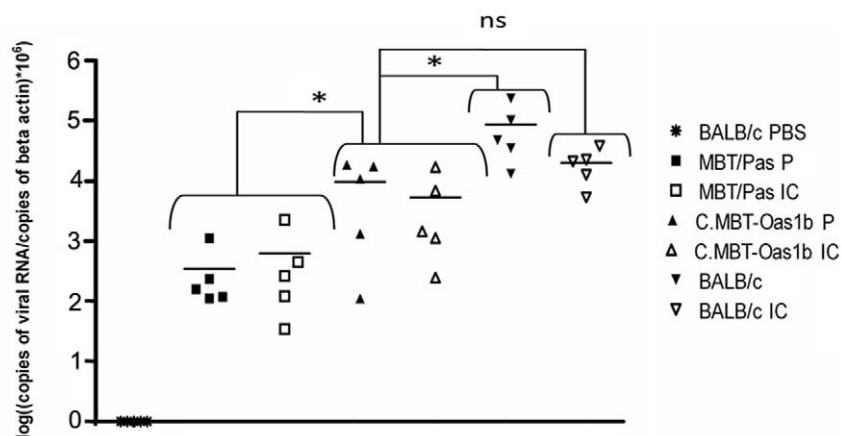 ns
*
*
log((copies of viral RNA/copies of beta actin)*10⁶)
6
5
4
3
2
1
0
BALB/c PBS
MBT/Pas P
MBT/Pas IC
C.MBT-Oas1b P
C.MBT-Oas1b IC
BALB/c
BALB/c IC